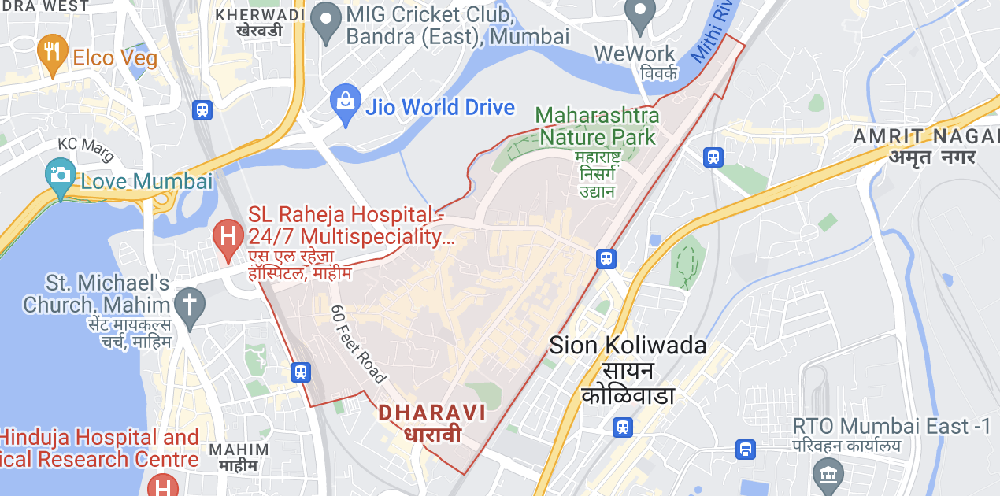 DRA WEST
KHERWADI
खेरवडी
MIG Cricket Club,
Bandra (East), Mumbai
Mithi Riv
WeWork
विवर्क
Elco Veg
Jio World Drive
Maharashtra
Nature Park
महाराष्ट्र
निसर्ग
उद्यान
AMRIT NAGA
अमृत नगर
KC Marg
Love Mumbai
SL Raheja Hospital -
24/7 Multispeciality...
एस एल रहेजा
हॉस्पिटल, माहीम
St. Michael's
Church, Mahim
सेंट मायकल्स
चर्च, माहिम
60 Feet Road
Sion Koliwada
सायन
कोळिवाडा
DHARAVI
धारावी
Hinduja Hospital and
ical Research Centre
MAHIM
माहीम
RTO Mumbai East -1
परिवहन कार्यालय
H
H